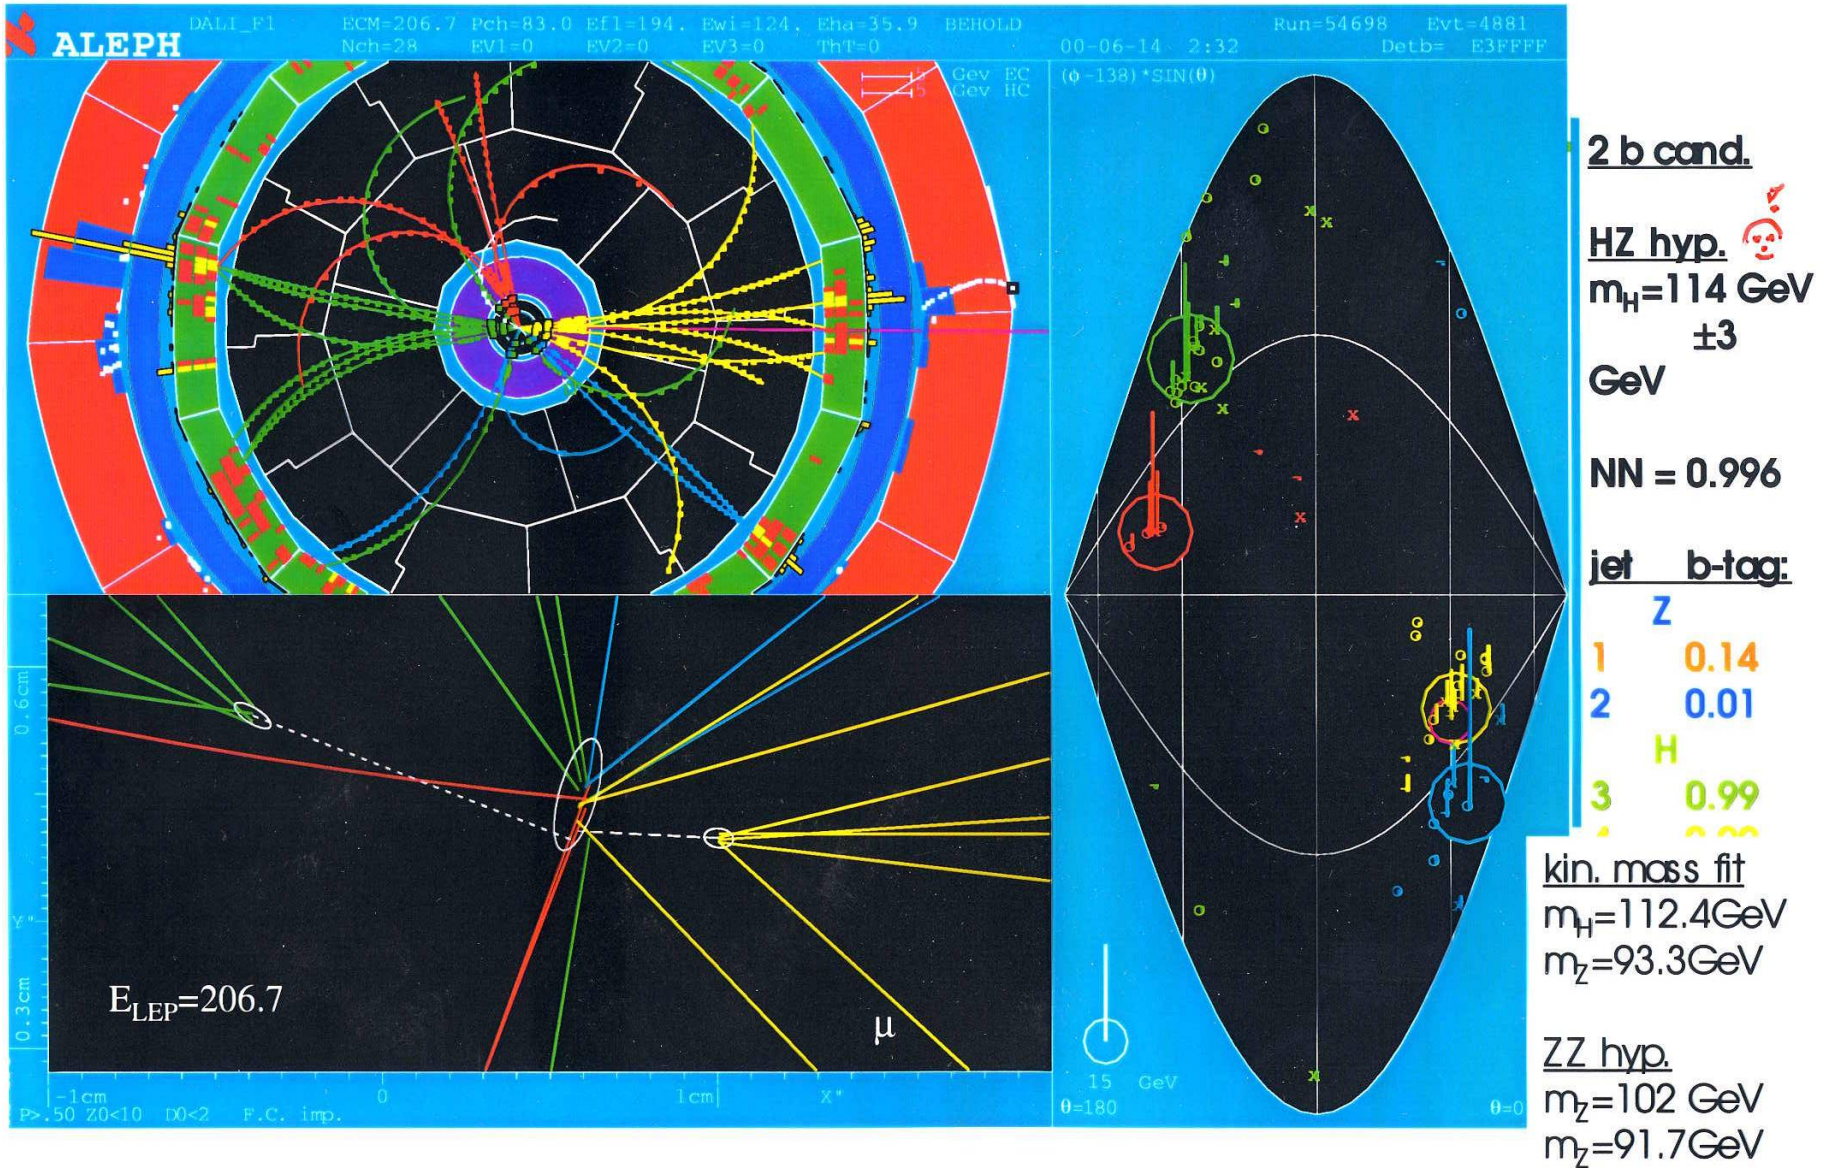 ALEPH
DALI_F1
ECM=206.7 Pch=83.0 Efl=194. Ewi=124. Eha=35.9 BEHOLD
Nch=28 EV1=0 EV2=0 EV3=0 ThT=0
Run=54698 Evt=4881
00-06-14 2:32 Detb= E3FFFF
5 Gev EC
5 Gev HC
(ϕ-138)*SIN(θ)
15 GeV
θ=180
θ=0
0.6cm
Y"
0.3cm
E_LEP=206.7
μ
-1cm 0 1cm X"
P>.50 Z0<10 D0<2 F.C. imp.
2 b cand.
HZ hyp.
m_H=114 GeV
±3
GeV
NN = 0.996
jet b-tag:
Z
1 0.14
2 0.01
H
3 0.99
kin. mass fit
m_H=112.4GeV
m_Z=93.3GeV
ZZ hyp.
m_Z=102 GeV
m_Z=91.7GeV